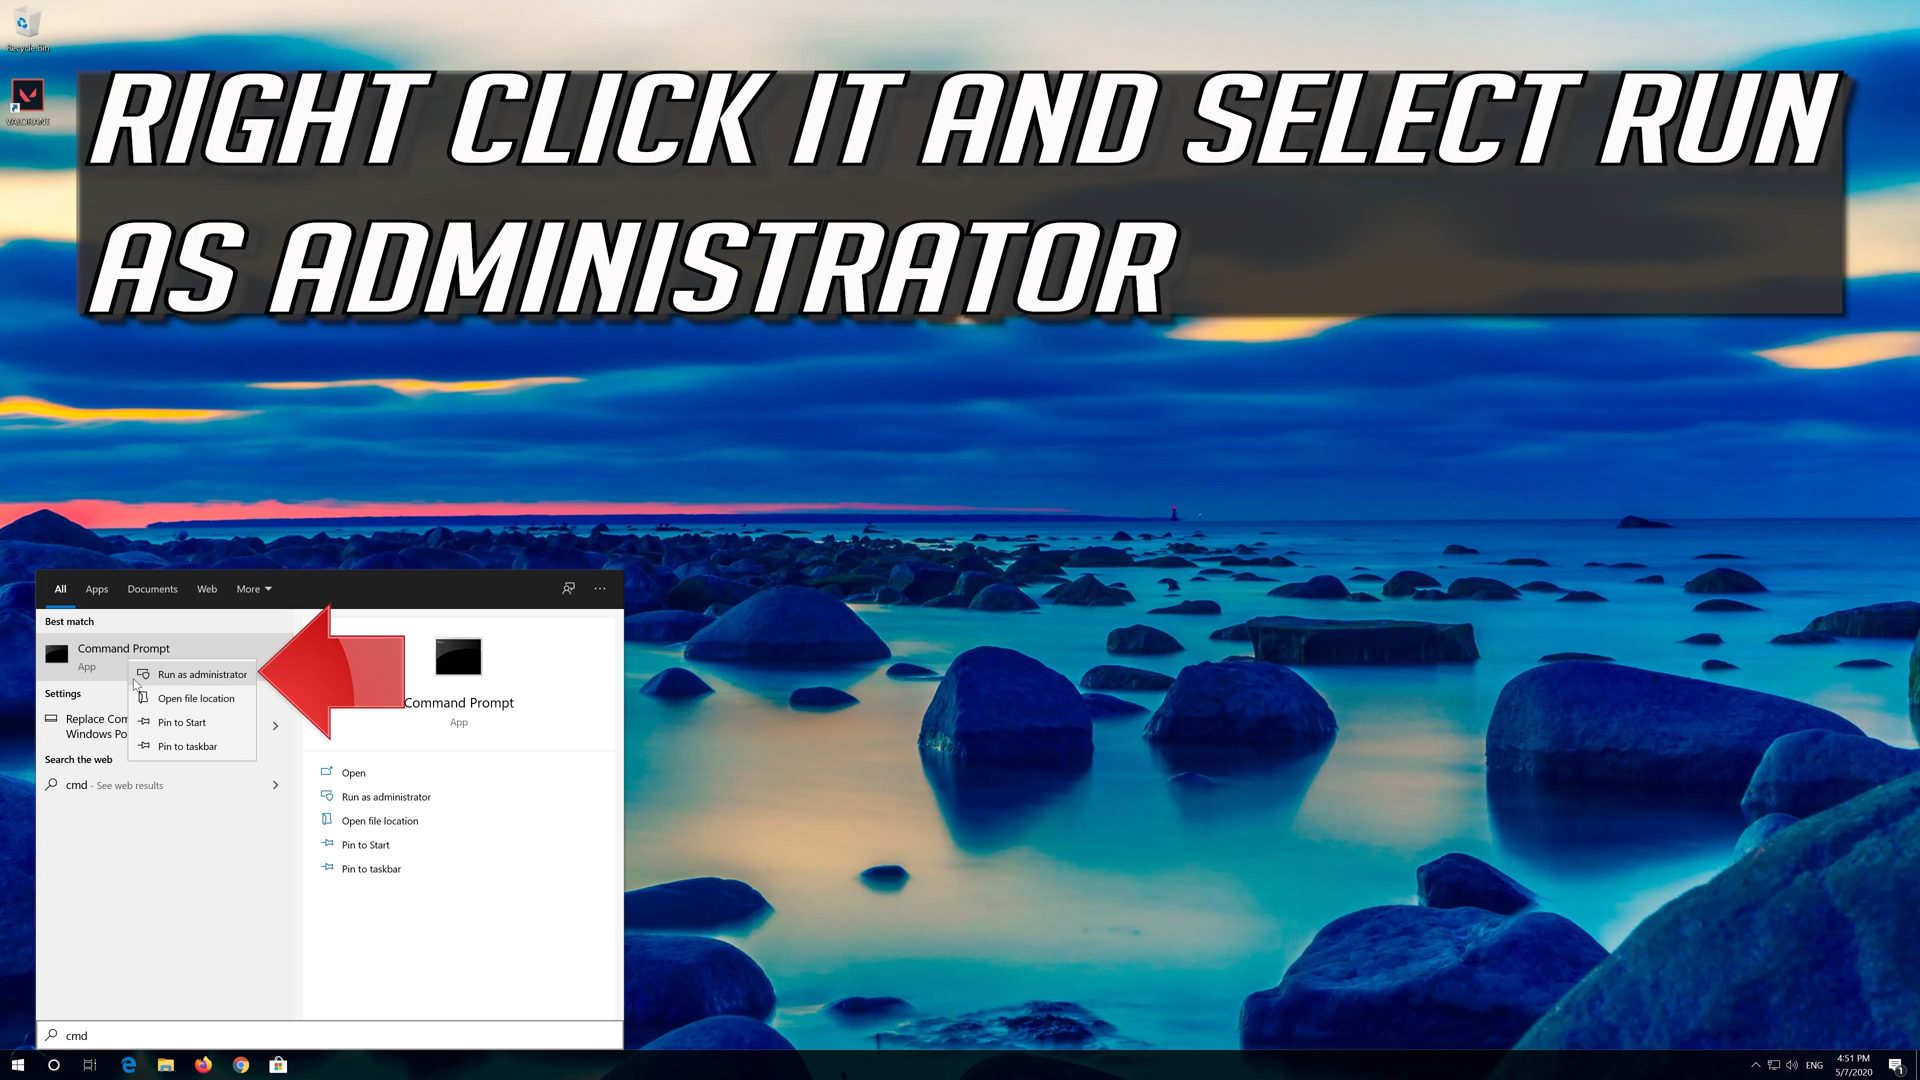 Recycle Bin
VALORANT
RIGHT CLICK IT AND SELECT RUN
AS ADMINISTRATOR
All Apps Documents Web More
Best match
Command Prompt
App
Run as administrator
Open file location
Pin to Start
Pin to taskbar
Settings
Replace Com
Windows Po
Search the web
cmd - See web results
Command Prompt
App
Open
Run as administrator
Open file location
Pin to Start
Pin to taskbar
cmd
ENG
4:51 PM
5/7/2020
1